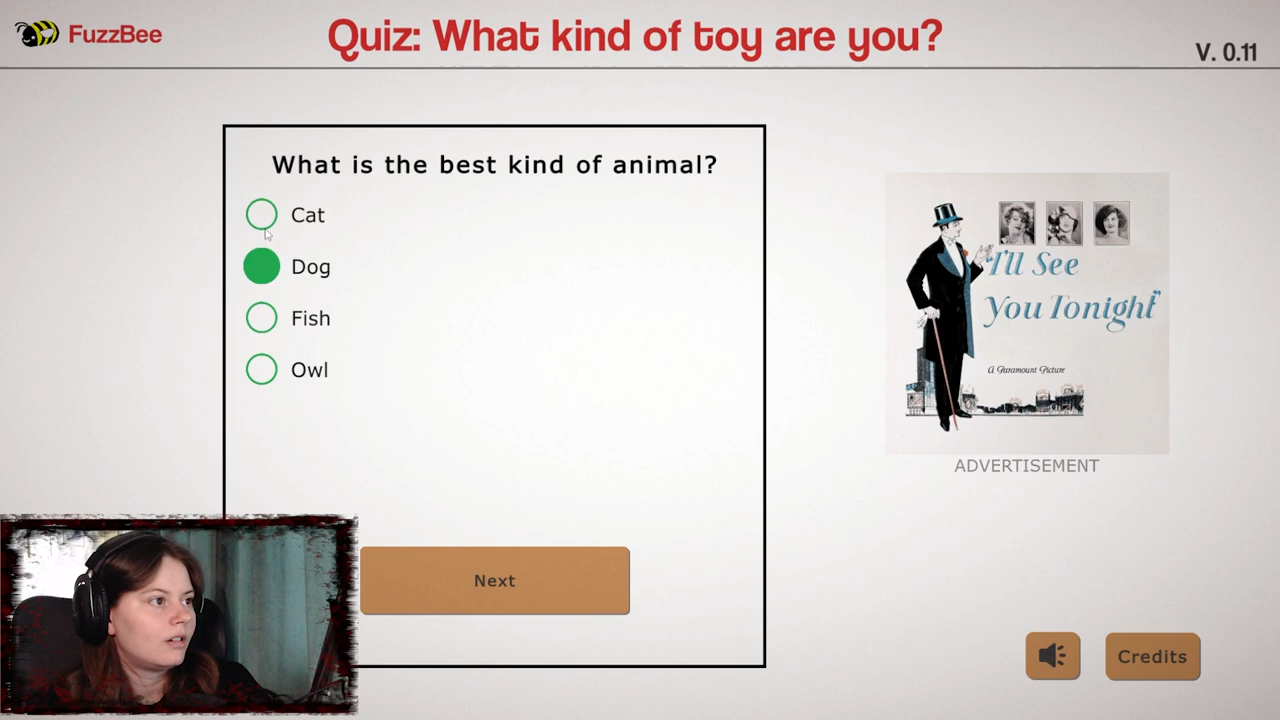 FuzzBee
Quiz: What kind of toy are you?
V. 0.11
What is the best kind of animal?
Cat
Dog
Fish
Owl
Next
"I'll See
You Tonight"
A Paramount Picture
ADVERTISEMENT
Credits